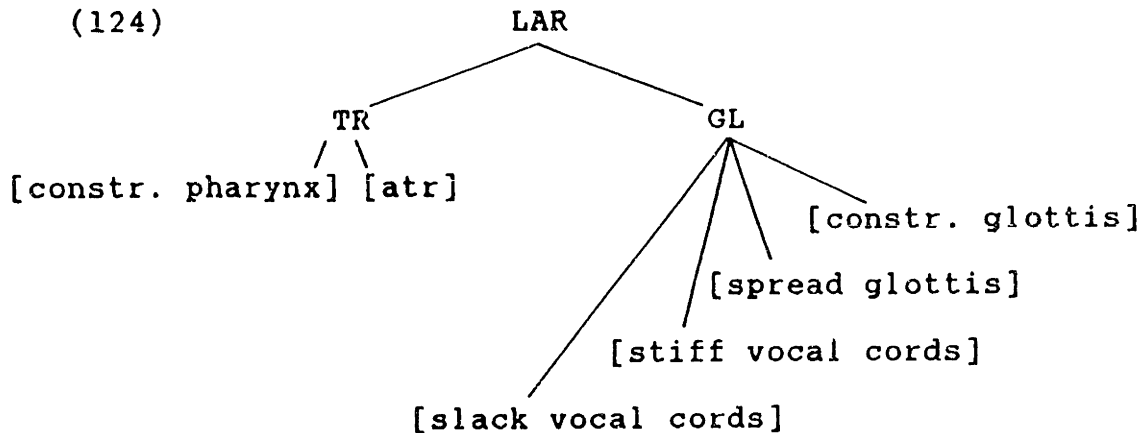 (124) LAR
TR GL
[constr. pharynx] [atr]
[constr. glottis]
[spread glottis]
[stiff vocal cords]
[slack vocal cords]